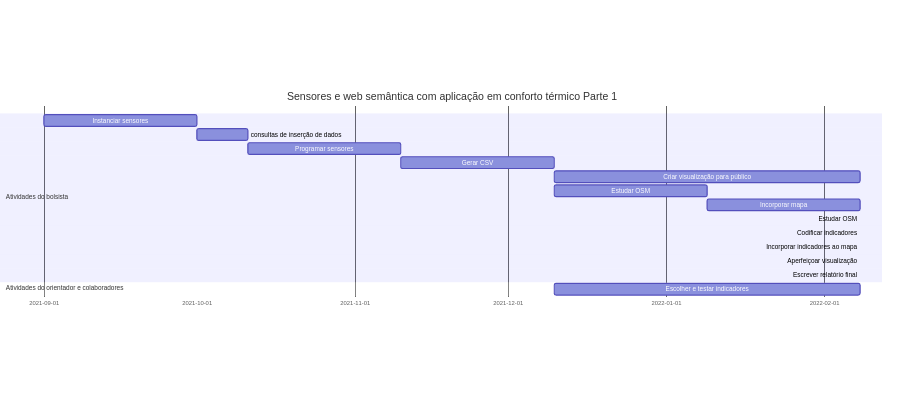 Sensores e web semântica com aplicação em conforto térmico Parte 1
Instanciar sensores
consultas de inserção de dados
Programar sensores
Gerar CSV
Criar visualização para público
Estudar OSM
Atividades do bolsista
Incorporar mapa
Estudar OSM
Codificar indicadores
Incorporar indicadores ao mapa
Aperfeiçoar visualização
Escrever relatório final
Atividades do orientador e colaboradores
Escolher e testar indicadores
2021-09-01
2021-10-01
2021-11-01
2021-12-01
2022-01-01
2022-02-01